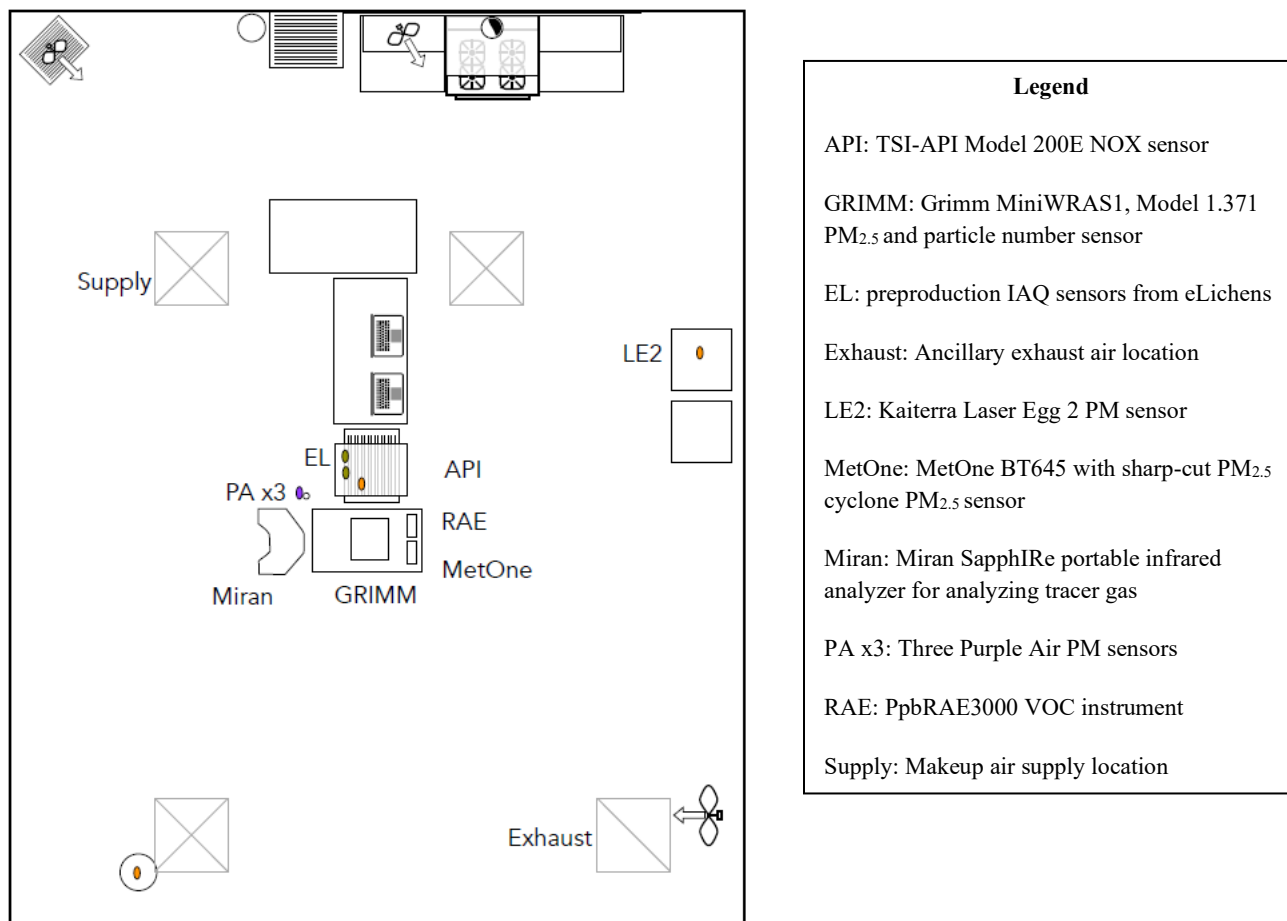 Supply
LE2
EL
API
PA x3
RAE
MetOne
Miran
GRIMM
Exhaust
Legend
API: TSI-API Model 200E NOX sensor
GRIMM: Grimm MiniWRAS1, Model 1.371
PM2.5 and particle number sensor
EL: preproduction IAQ sensors from eLichens
Exhaust: Ancillary exhaust air location
LE2: Kaiterra Laser Egg 2 PM sensor
MetOne: MetOne BT645 with sharp-cut PM2.5
cyclone PM2.5 sensor
Miran: Miran SapphIRe portable infrared
analyzer for analyzing tracer gas
PA x3: Three Purple Air PM sensors
RAE: PpbRAE3000 VOC instrument
Supply: Makeup air supply location